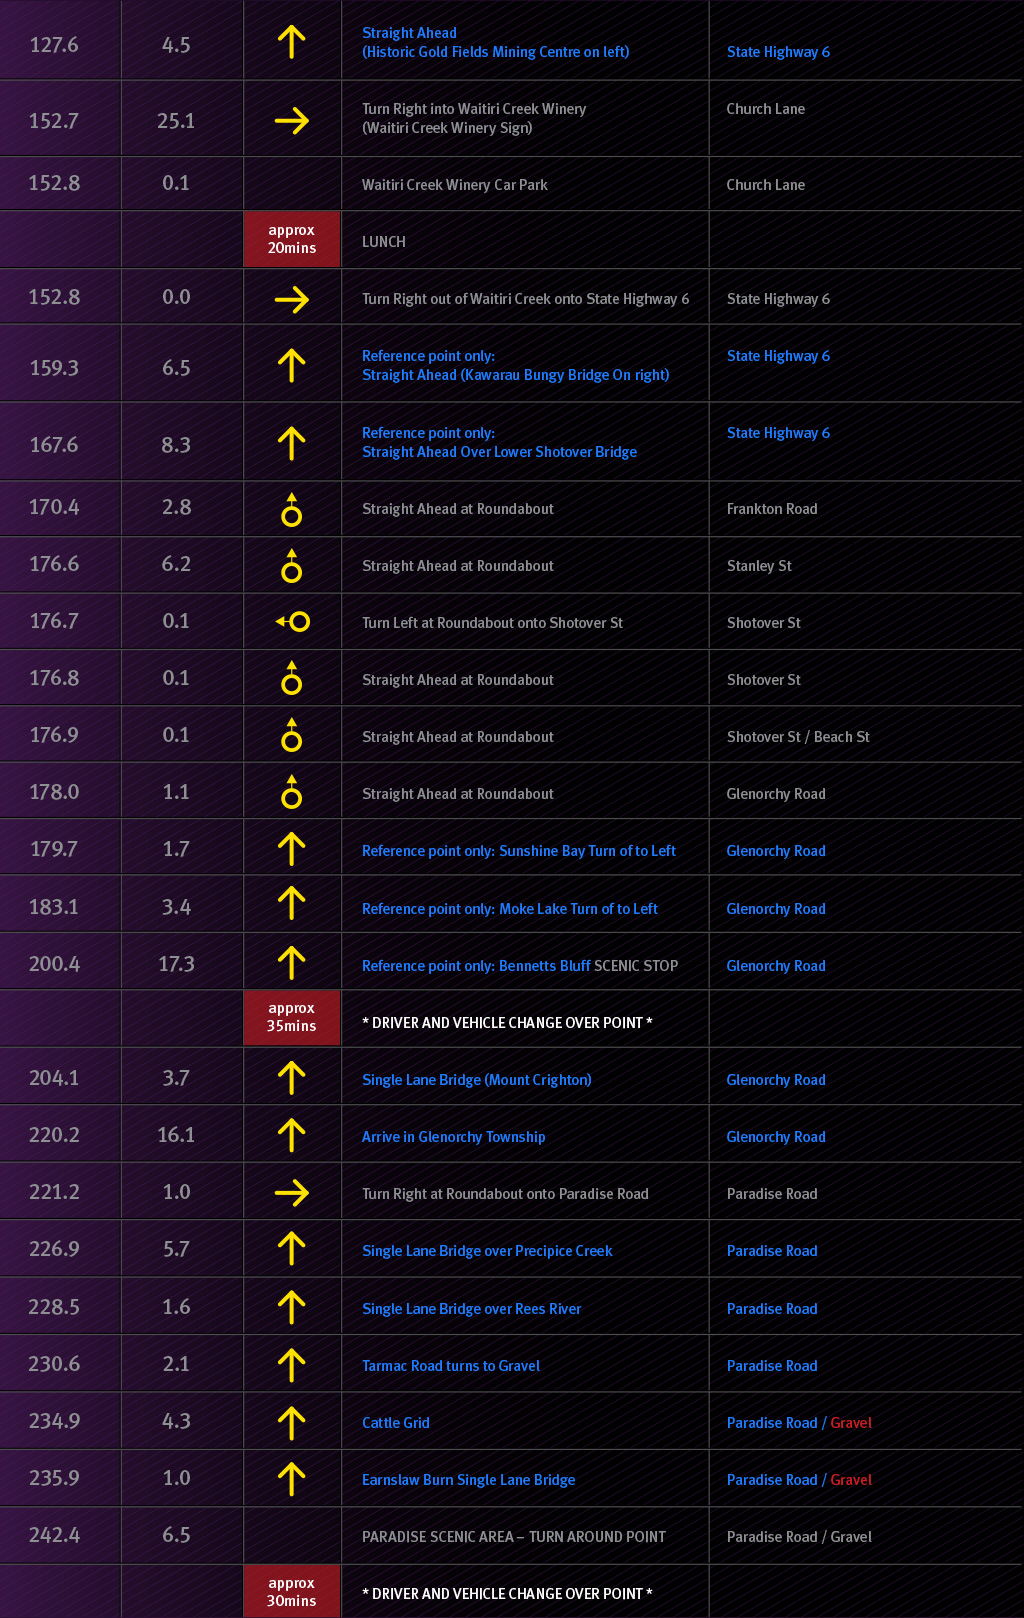 127.6 4.5 Straight Ahead
(Historic Gold Fields Mining Centre on left) State Highway 6
152.7 25.1 Turn Right into Waitiri Creek Winery Church Lane
(Waitiri Creek Winery Sign)
152.8 0.1 Waitiri Creek Winery Car Park Church Lane
approx
20mins LUNCH
152.8 0.0 Turn Right out of Waitiri Creek onto State Highway 6 State Highway 6
159.3 6.5 Reference point only: State Highway 6
Straight Ahead (Kawarau Bungy Bridge On right)
167.6 8.3 Reference point only: State Highway 6
Straight Ahead Over Lower Shotover Bridge
170.4 2.8 Straight Ahead at Roundabout Frankton Road
176.6 6.2 Straight Ahead at Roundabout Stanley St
176.7 0.1 Turn Left at Roundabout onto Shotover St Shotover St
176.8 0.1 Straight Ahead at Roundabout Shotover St
176.9 0.1 Straight Ahead at Roundabout Shotover St / Beach St
178.0 1.1 Straight Ahead at Roundabout Glenorchy Road
179.7 1.7 Reference point only: Sunshine Bay Turn of to Left Glenorchy Road
183.1 3.4 Reference point only: Moke Lake Turn of to Left Glenorchy Road
200.4 17.3 Reference point only: Bennetts Bluff SCENIC STOP Glenorchy Road
approx
35mins * DRIVER AND VEHICLE CHANGE OVER POINT *
204.1 3.7 Single Lane Bridge (Mount Crighton) Glenorchy Road
220.2 16.1 Arrive in Glenorchy Township Glenorchy Road
221.2 1.0 Turn Right at Roundabout onto Paradise Road Paradise Road
226.9 5.7 Single Lane Bridge over Precipice Creek Paradise Road
228.5 1.6 Single Lane Bridge over Rees River Paradise Road
230.6 2.1 Tarmac Road turns to Gravel Paradise Road
234.9 4.3 Cattle Grid Paradise Road / Gravel
235.9 1.0 Earnslaw Burn Single Lane Bridge Paradise Road / Gravel
242.4 6.5 PARADISE SCENIC AREA – TURN AROUND POINT Paradise Road / Gravel
approx
30mins * DRIVER AND VEHICLE CHANGE OVER POINT *